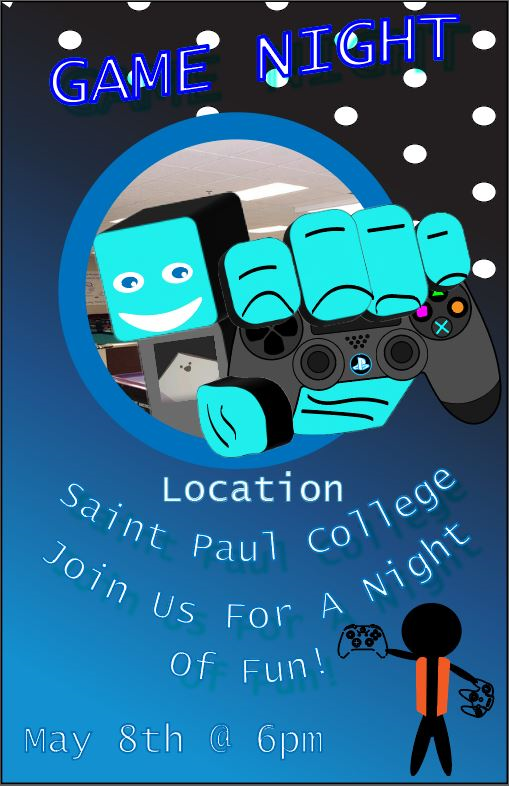 GAME NIGHT
Location
Saint Paul College
Join Us For A Night
Of Fun!
May 8th @ 6pm